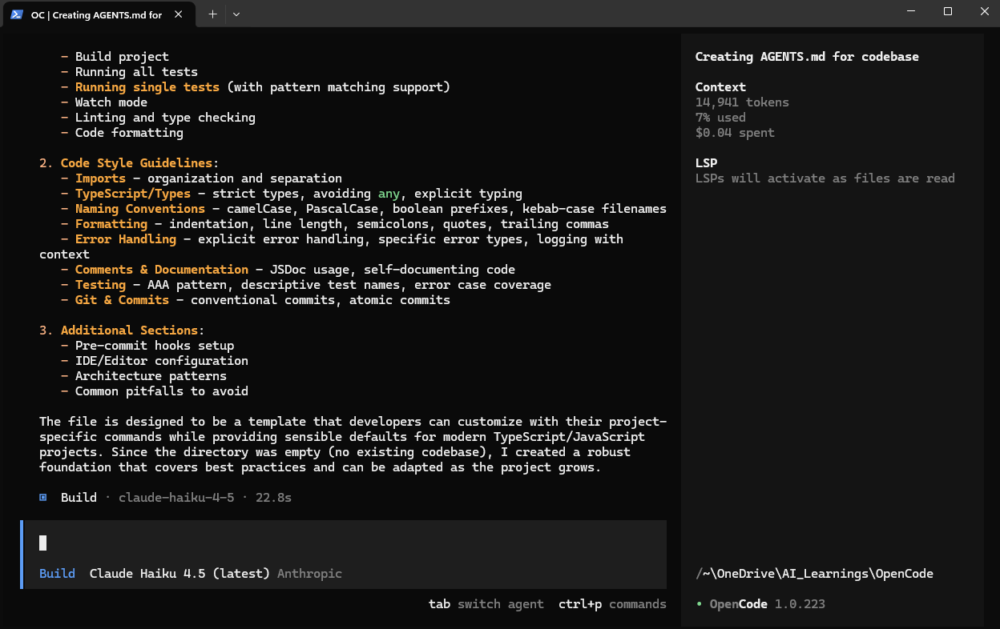 OC | Creating AGENTS.md for
- Build project
- Running all tests
- Running single tests (with pattern matching support)
- Watch mode
- Linting and type checking
- Code formatting
2. Code Style Guidelines:
- Imports - organization and separation
- TypeScript/Types - strict types, avoiding any, explicit typing
- Naming Conventions - camelCase, PascalCase, boolean prefixes, kebab-case filenames
- Formatting - indentation, line length, semicolons, quotes, trailing commas
- Error Handling - explicit error handling, specific error types, logging with
context
- Comments & Documentation - JSDoc usage, self-documenting code
- Testing - AAA pattern, descriptive test names, error case coverage
- Git & Commits - conventional commits, atomic commits
3. Additional Sections:
- Pre-commit hooks setup
- IDE/Editor configuration
- Architecture patterns
- Common pitfalls to avoid
The file is designed to be a template that developers can customize with their project-
specific commands while providing sensible defaults for modern TypeScript/JavaScript
projects. Since the directory was empty (no existing codebase), I created a robust
foundation that covers best practices and can be adapted as the project grows.
Build · claude-haiku-4-5 · 22.8s
Build Claude Haiku 4.5 (latest) Anthropic
tab switch agent ctrl+p commands
Creating AGENTS.md for codebase
Context
14,941 tokens
7% used
$0.04 spent
LSP
LSPs will activate as files are read
/~\OneDrive\AI_Learnings\OpenCode
• OpenCode 1.0.223